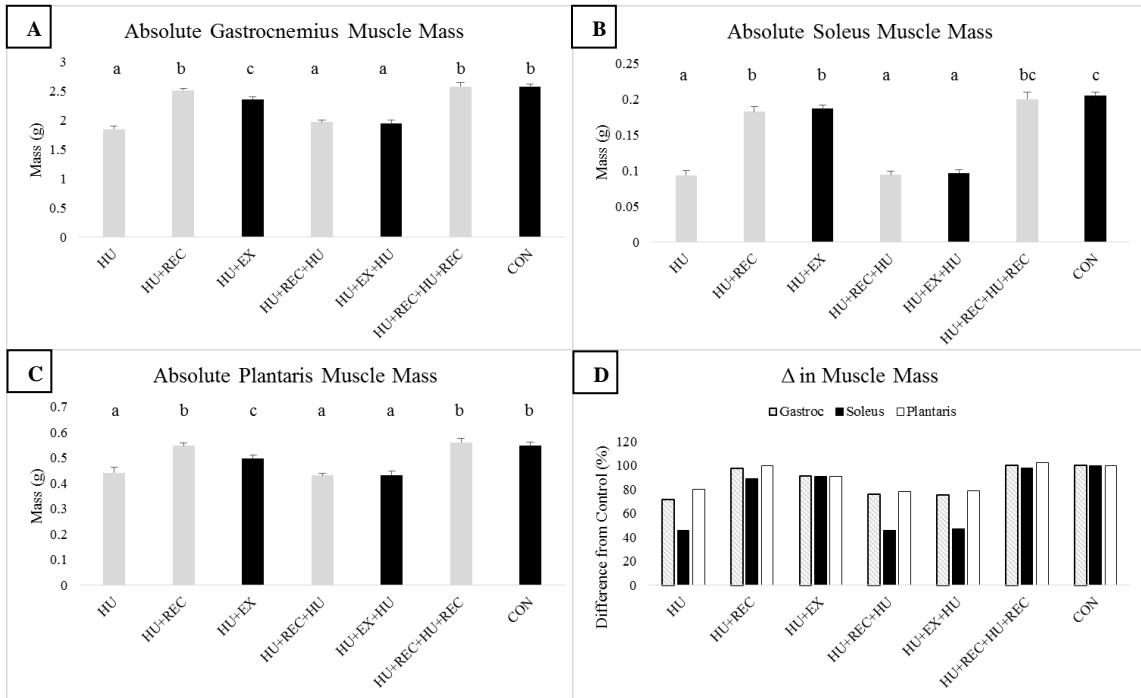 A
Absolute Gastrocnemius Muscle Mass
a b c a a b b
Mass (g)
3
2.5
2
1.5
1
0.5
0
HU
HU+REC
HU+EX
HU+REC+HU
HU+EX+HU
HU+REC+HU+REC
CON
B
Absolute Soleus Muscle Mass
a b b a a bc c
Mass (g)
0.25
0.2
0.15
0.1
0.05
0
HU
HU+REC
HU+EX
HU+REC+HU
HU+EX+HU
HU+REC+HU+REC
CON
C
Absolute Plantaris Muscle Mass
a b c a a b b
Mass (g)
0.7
0.6
0.5
0.4
0.3
0.2
0.1
0
HU
HU+REC
HU+EX
HU+REC+HU
HU+EX+HU
HU+REC+HU+REC
CON
D
Δ in Muscle Mass
Gastroc Soleus Plantaris
Difference from Control (%)
120
100
80
60
40
20
0
HU
HU+REC
HU+EX
HU+REC+HU
HU+EX+HU
HU+REC+HU+REC
CON